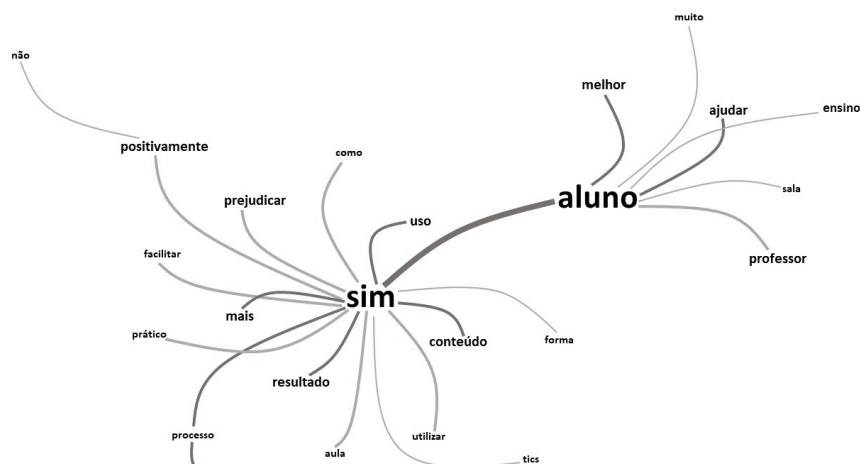 muito
não
melhor
ajudar
ensino
positivamente
como
sala
prejudicar
aluno
uso
facilitar
professor
sim
mais
prático
conteúdo
forma
resultado
processo
utilizar
aula
tics